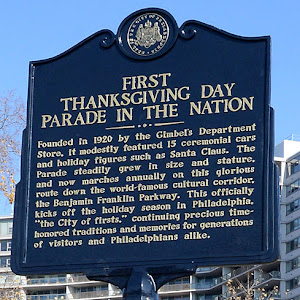 FIRST
THANKSGIVING DAY
PARADE IN THE NATION
Founded in 1920 by the Gimbel's Department
Store, it modestly featured 15 ceremonial cars
and holiday figures such as Santa Claus. The
Parade steadily grew in size and stature,
and now marches annually on this glorious
route down the world-famous cultural corridor,
the Benjamin Franklin Parkway. This officially
kicks off the holiday season in Philadelphia,
"the City of firsts," continuing precious time-
honored traditions and memories for generations
of visitors and Philadelphians alike.